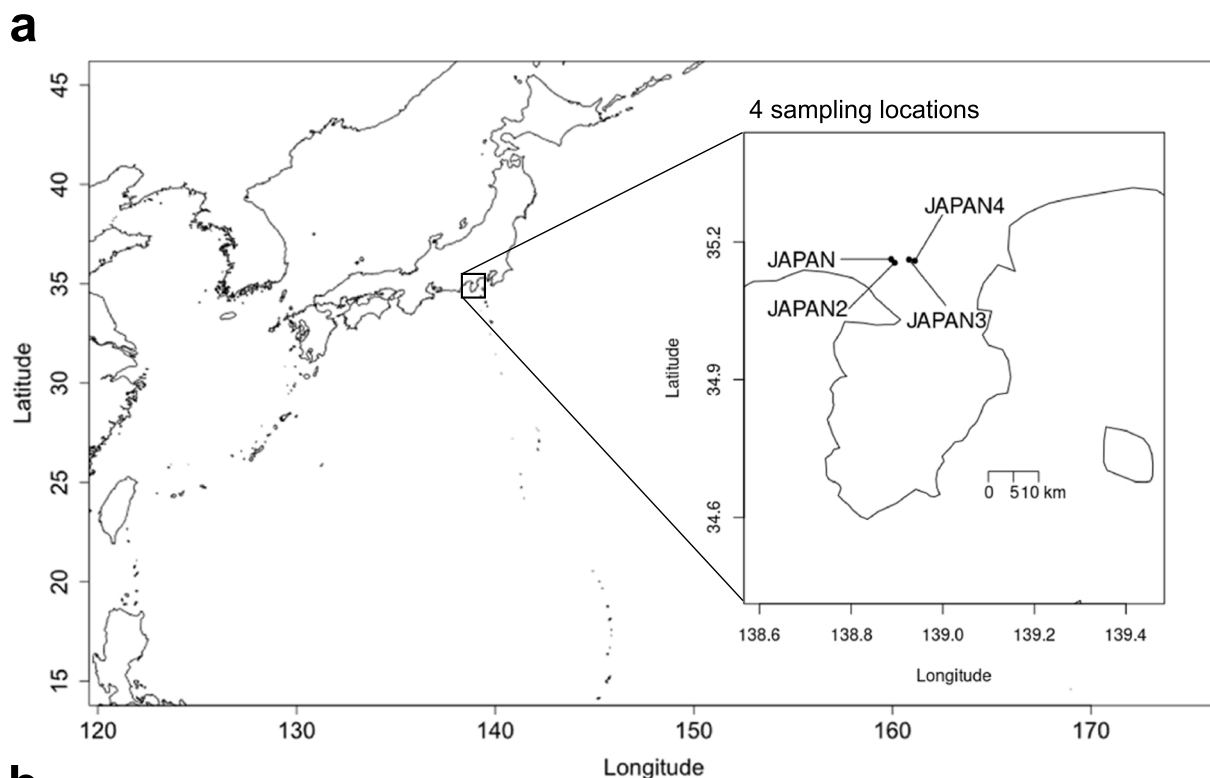 a
4 sampling locations
45
40
35
30
25
20
15
Latitude
120
130
140
150
160
170
Longitude
JAPAN4
JAPAN
JAPAN2
JAPAN3
35.2
34.9
34.6
Latitude
0 510 km
138.6
138.8
139.0
139.2
139.4
Longitude
b